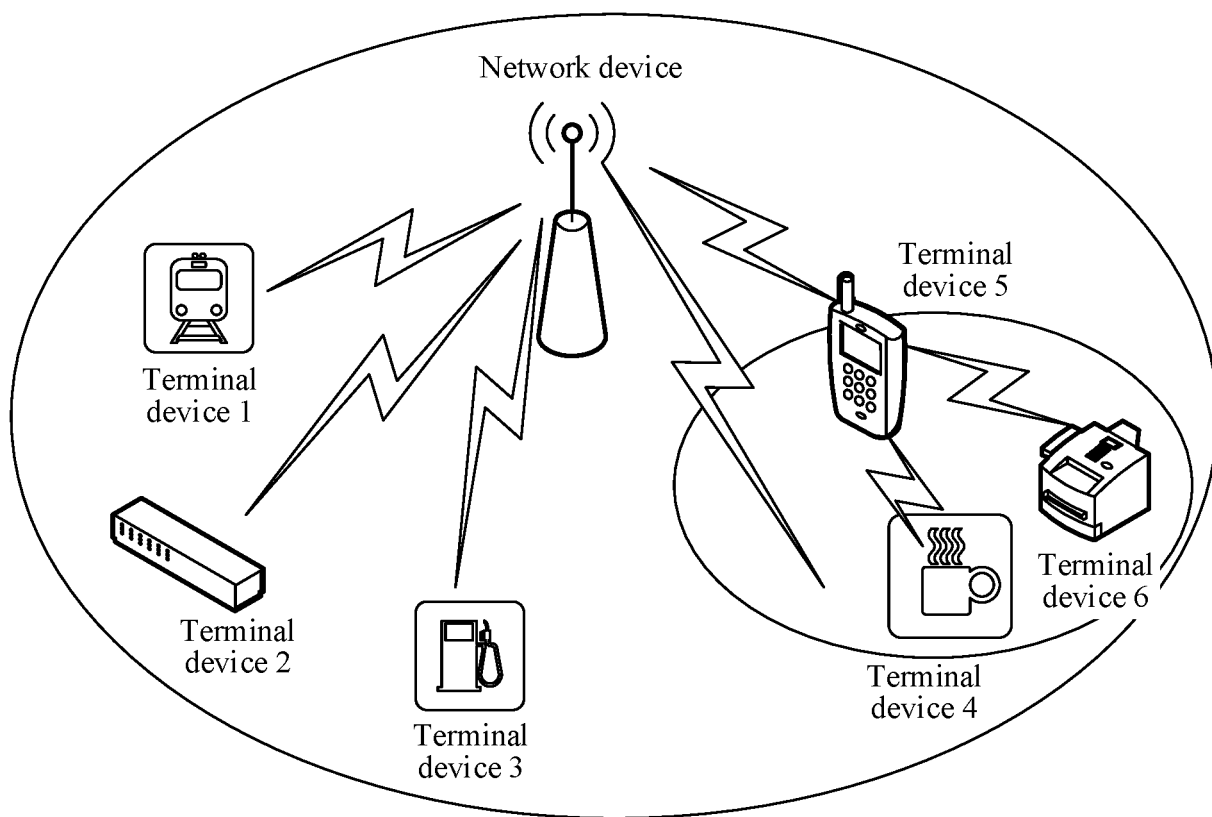 Network device
Terminal
device 5
Terminal
device 1
Terminal
device 6
Terminal
device 2
Terminal
device 4
Terminal
device 3